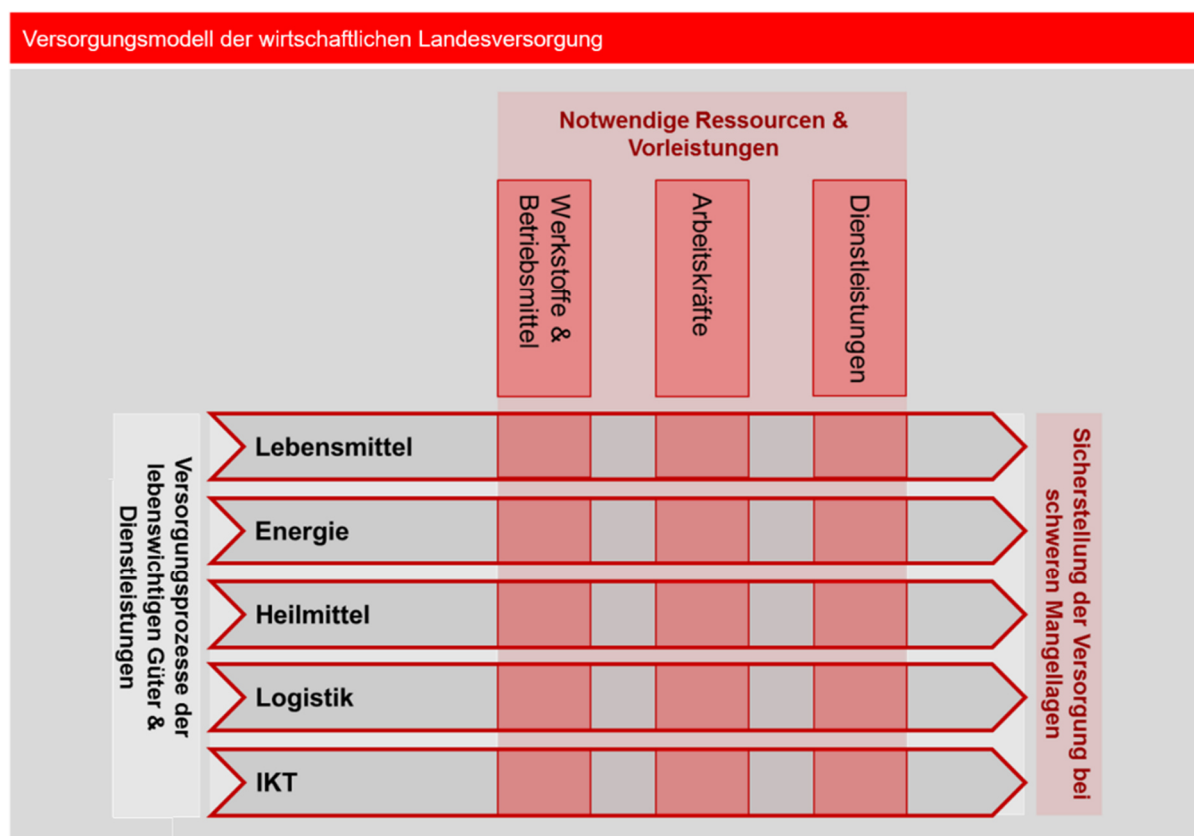 Versorgungsmodell der wirtschaftlichen Landesversorgung
Notwendige Ressourcen &
Vorleistungen
Werkstoffe &
Betriebsmittel
Arbeitskräfte
Dienstleistungen
Versorgungsprozesse der
lebenswichtigen Güter &
Dienstleistungen
Lebensmittel
Energie
Heilmittel
Logistik
IKT
Sicherstellung der Versorgung bei
schweren Mangellagen